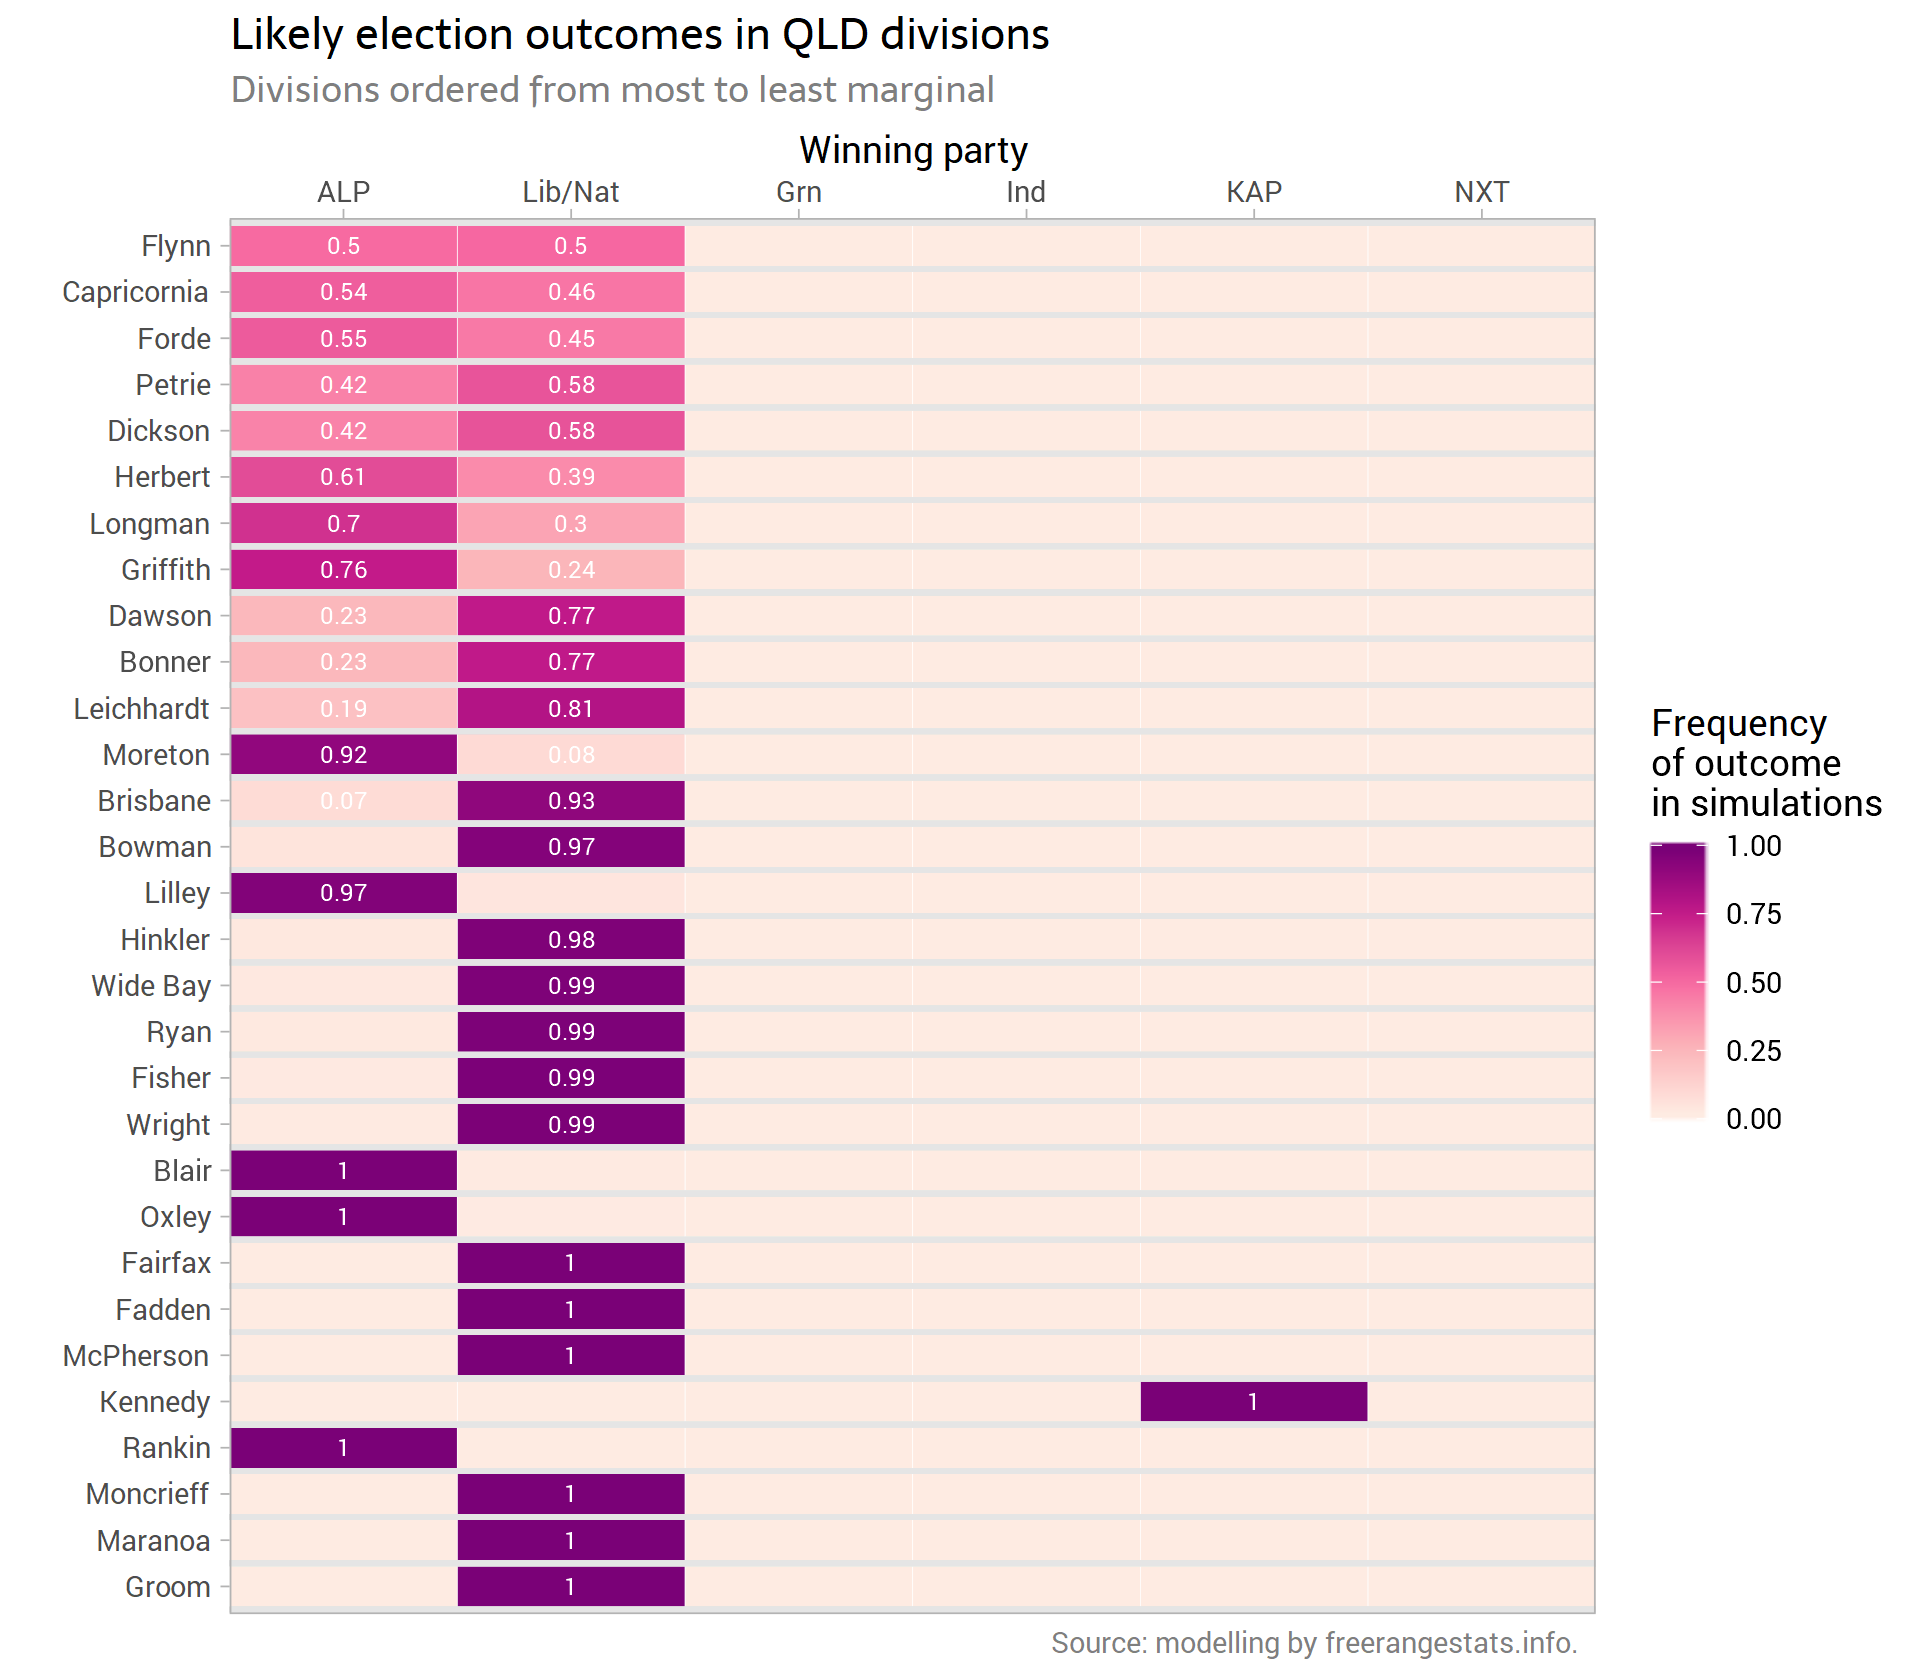 Likely election outcomes in QLD divisions
Divisions ordered from most to least marginal
Winning party
ALP Lib/Nat Grn Ind KAP NXT
Flynn 0.5 0.5
Capricornia 0.54 0.46
Forde 0.55 0.45
Petrie 0.42 0.58
Dickson 0.42 0.58
Herbert 0.61 0.39
Longman 0.7 0.3
Griffith 0.76 0.24
Dawson 0.23 0.77
Bonner 0.23 0.77
Leichhardt 0.19 0.81
Moreton 0.92 0.08
Brisbane 0.07 0.93
Bowman 0.97
Lilley 0.97
Hinkler 0.98
Wide Bay 0.99
Ryan 0.99
Fisher 0.99
Wright 0.99
Blair 1
Oxley 1
Fairfax 1
Fadden 1
McPherson 1
Kennedy 1
Rankin 1
Moncrieff 1
Maranoa 1
Groom 1
Frequency
of outcome
in simulations
1.00
0.75
0.50
0.25
0.00
Source: modelling by freerangestats.info.